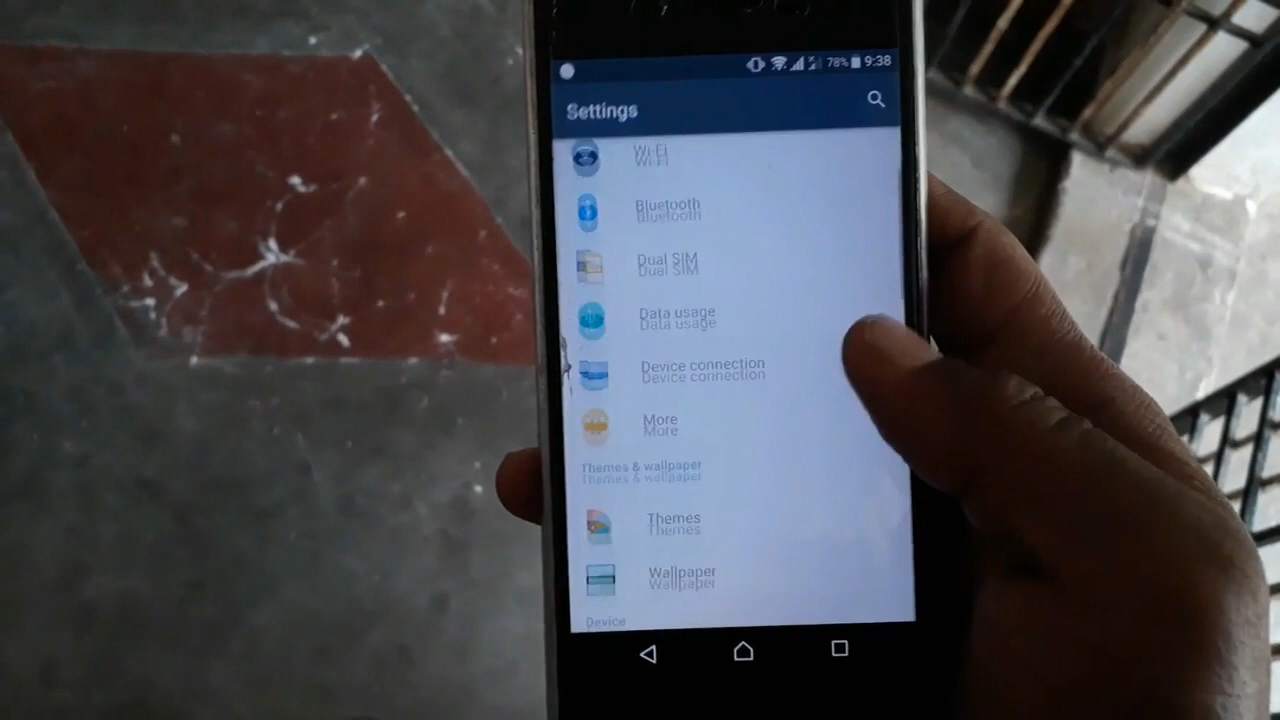 78% 9:38
Settings
Wi-Fi
Bluetooth
Dual SIM
Data usage
Device connection
More
Themes & wallpaper
Themes
Wallpaper
Device